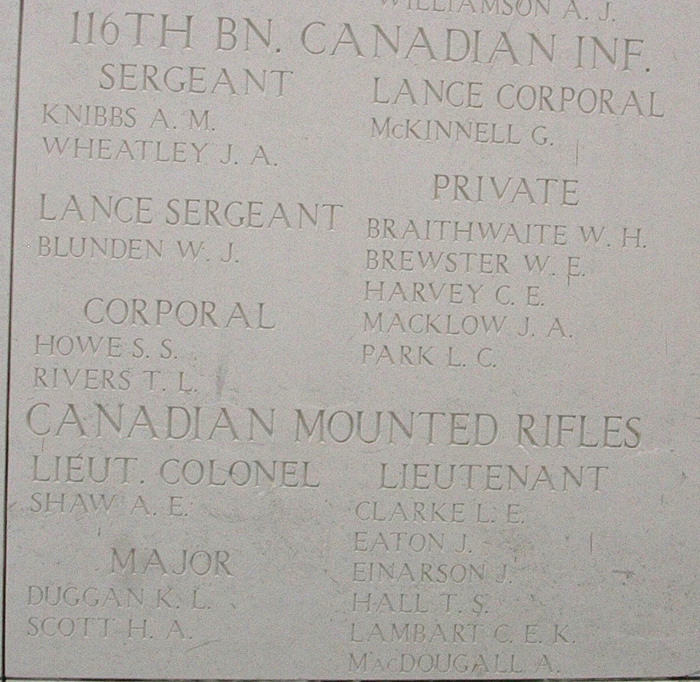 WILLIAMSON A. J.
116TH BN. CANADIAN INF.
SERGEANT
KNIBBS A. M.
WHEATLEY J. A.
LANCE SERGEANT
BLUNDEN W. J.
CORPORAL
HOWE S. S.
RIVERS T. L.
LANCE CORPORAL
McKINNELL G.
PRIVATE
BRAITHWAITE W. H.
BREWSTER W. E.
HARVEY C. E.
MACKLOW J. A.
PARK L. C.
CANADIAN MOUNTED RIFLES
LIEUT. COLONEL
SHAW A. E.
MAJOR
DUGGAN K. L.
SCOTT H. A.
LIEUTENANT
CLARKE L. E.
EATON J.
EINARSON J.
HALL T. S.
LAMBART C. E. K.
MacDOUGALL A.